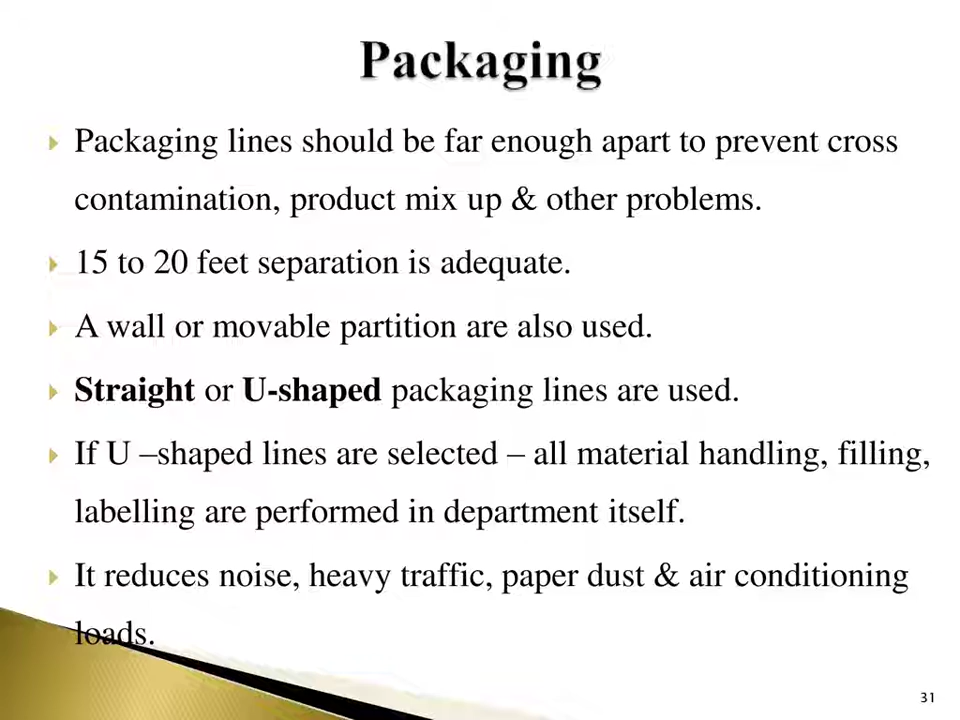 Packaging
Packaging lines should be far enough apart to prevent cross
contamination, product mix up & other problems.
15 to 20 feet separation is adequate.
A wall or movable partition are also used.
Straight or U-shaped packaging lines are used.
If U –shaped lines are selected – all material handling, filling,
labelling are performed in department itself.
It reduces noise, heavy traffic, paper dust & air conditioning
loads.
31